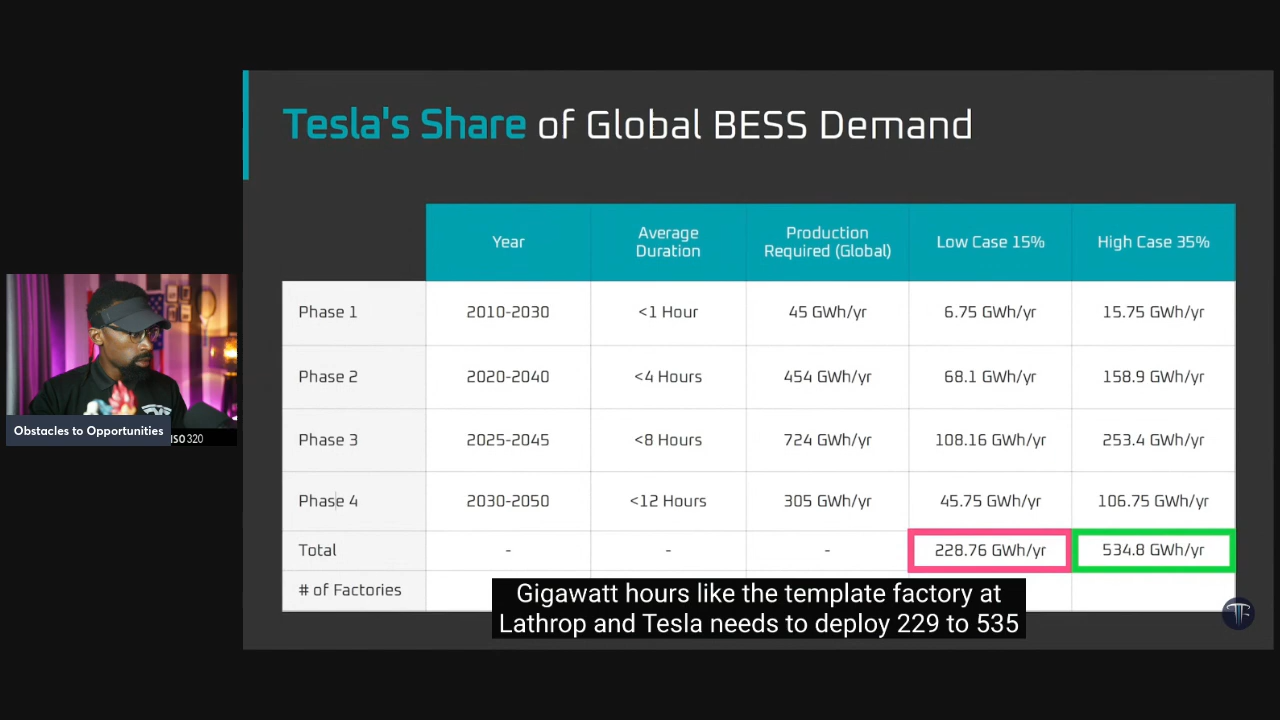 Tesla's Share of Global BESS Demand
Year
Average
Duration
Production
Required (Global)
Low Case 15%
High Case 35%
Phase 1
2010-2030
<1 Hour
45 GWh/yr
6.75 GWh/yr
15.75 GWh/yr
Phase 2
2020-2040
<4 Hours
454 GWh/yr
68.1 GWh/yr
158.9 GWh/yr
Phase 3
2025-2045
<8 Hours
724 GWh/yr
108.16 GWh/yr
253.4 GWh/yr
Phase 4
2030-2050
<12 Hours
305 GWh/yr
45.75 GWh/yr
106.75 GWh/yr
Total
-
-
-
228.76 GWh/yr
534.8 GWh/yr
# of Factories
Gigawatt hours like the template factory at
Lathrop and Tesla needs to deploy 229 to 535
Obstacles to Opportunities
ISO 320